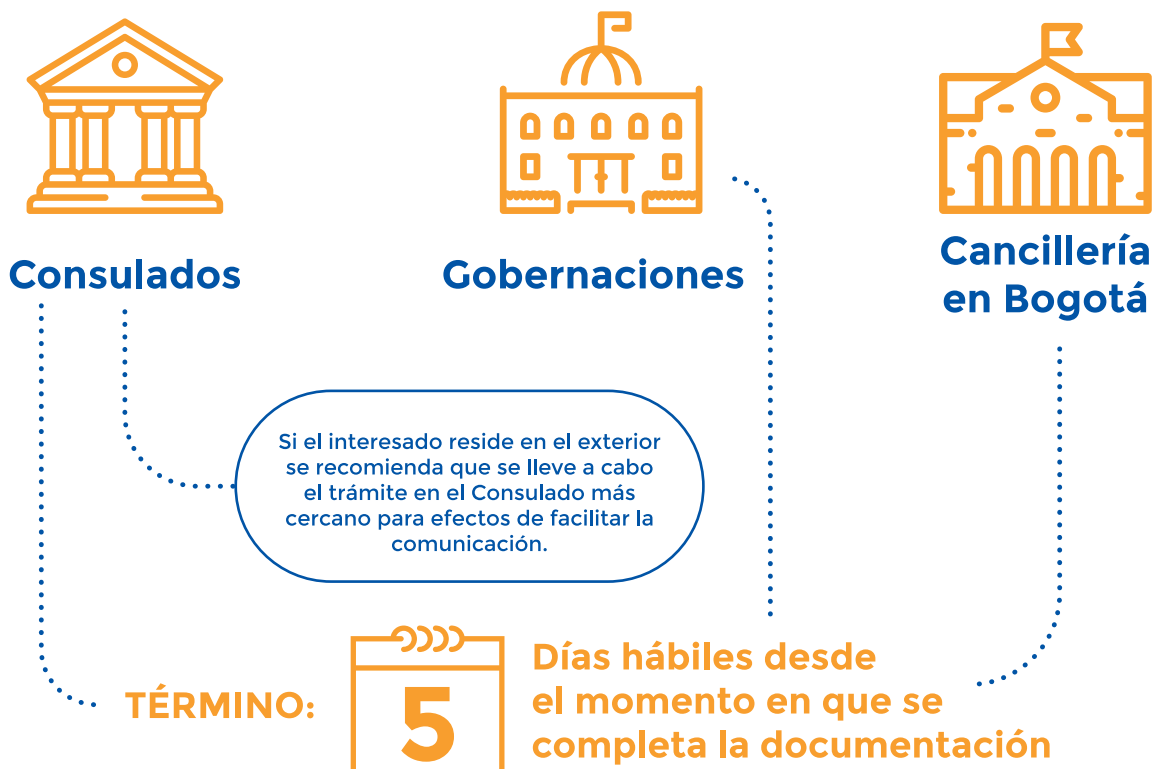 Consulados
Gobernaciones
Cancillería
en Bogotá
Si el interesado reside en el exterior
se recomienda que se lleve a cabo
el trámite en el Consulado más
cercano para efectos de facilitar la
comunicación.
TÉRMINO:
5
Días hábiles desde
el momento en que se
completa la documentación